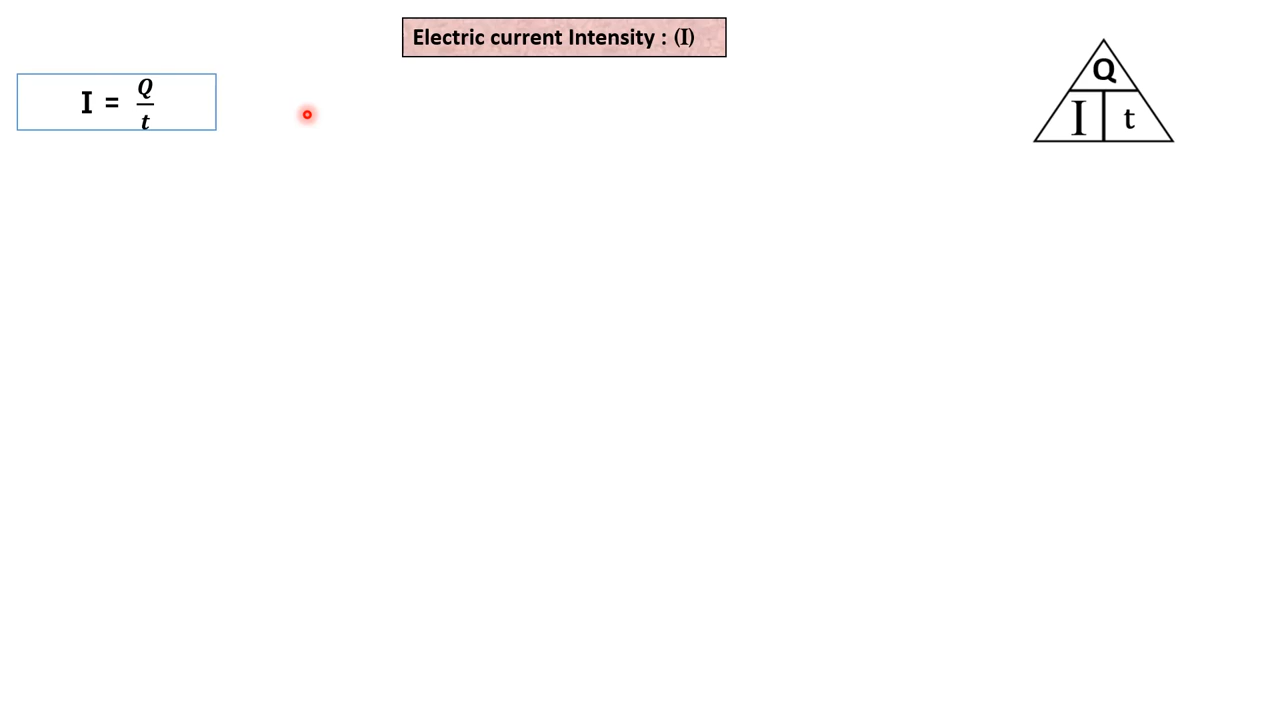 Electric current Intensity : (I)
I = Q/t
Q
I t